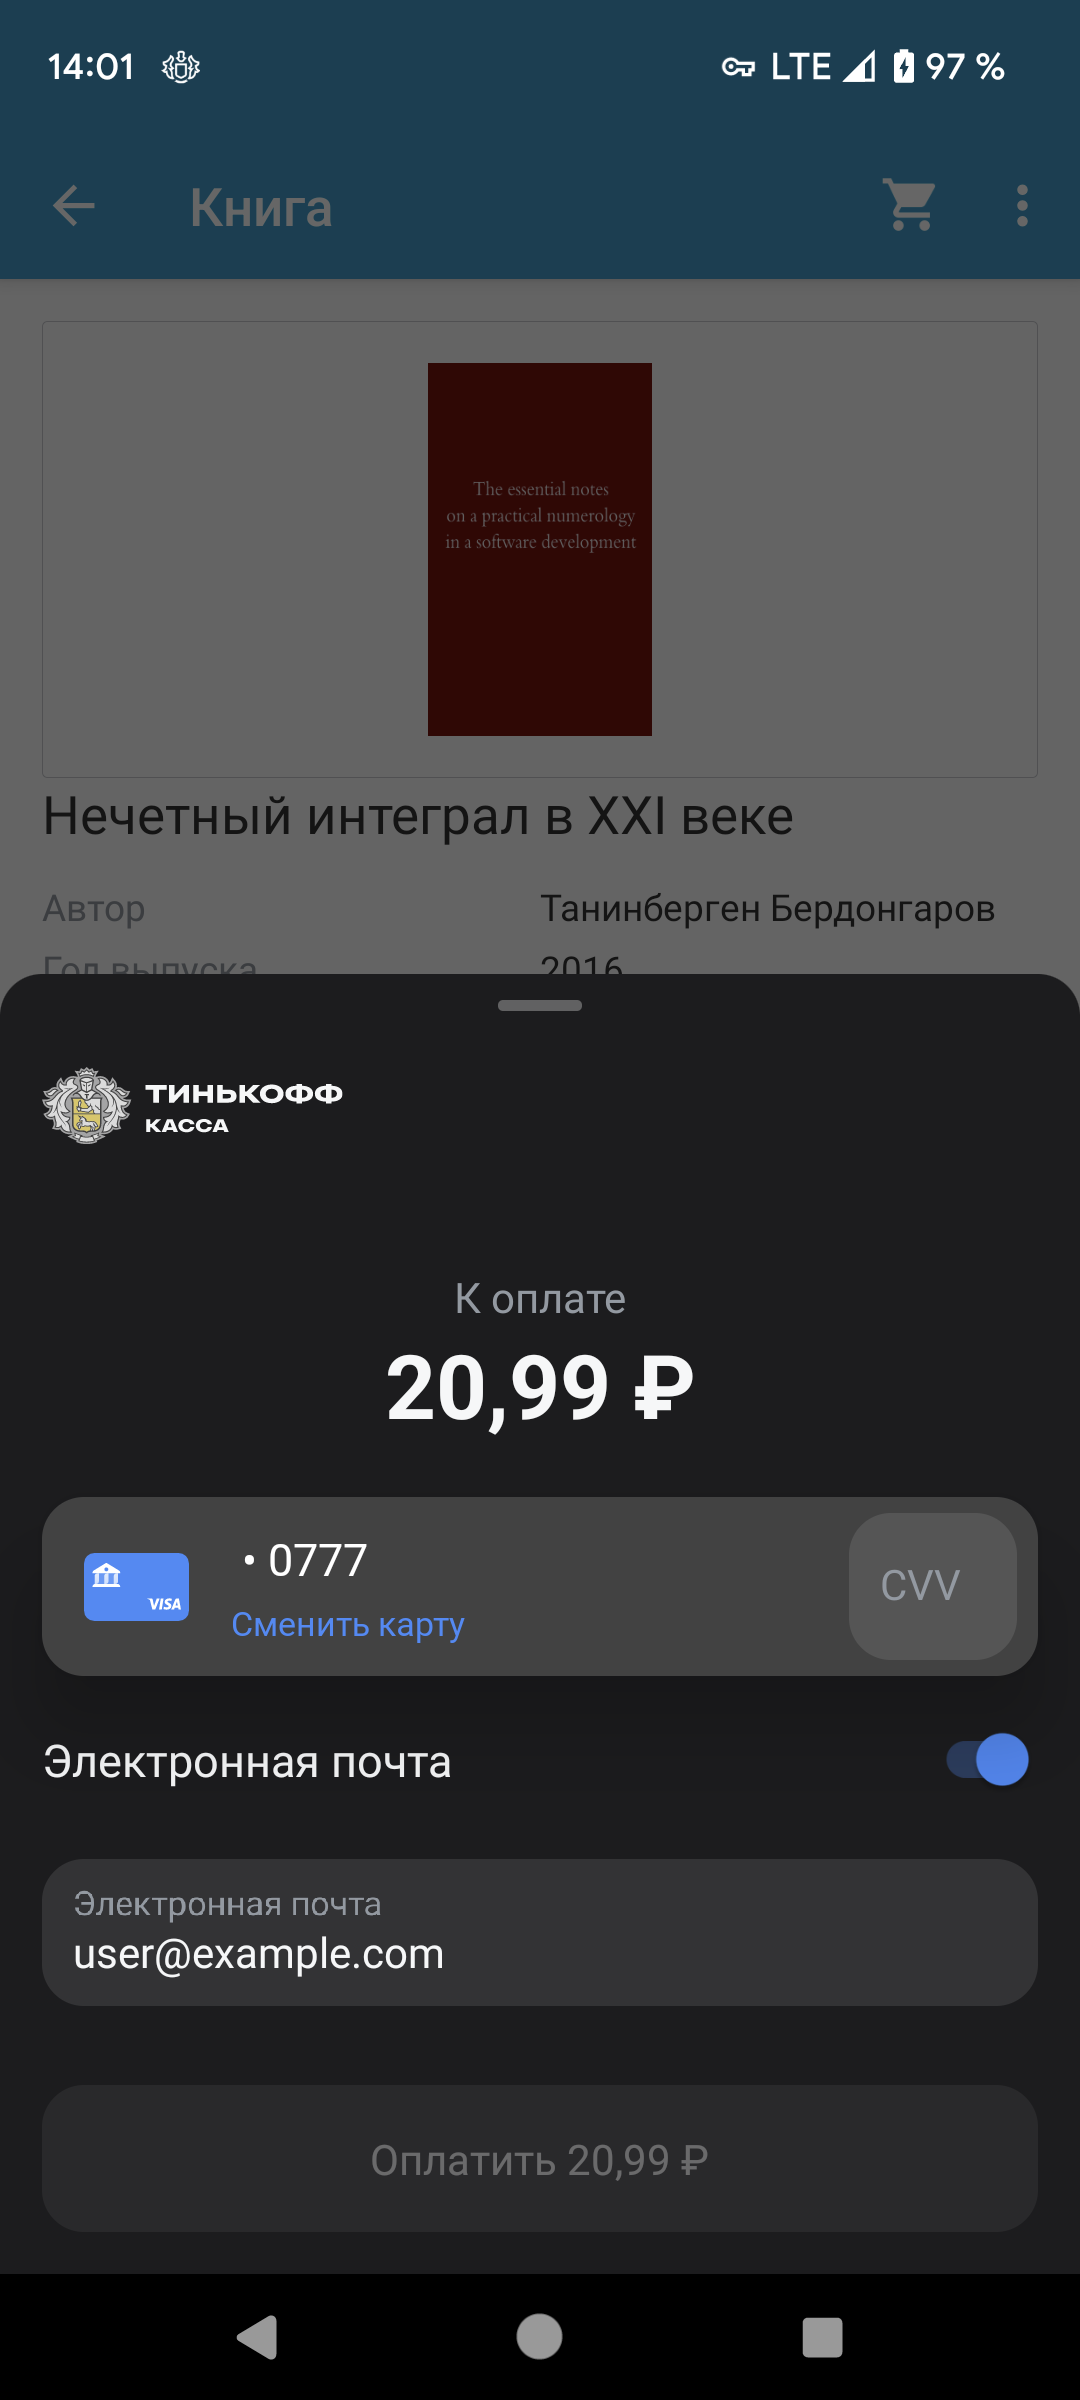 14:01 LTE 97 %
Книга
The essential notes
on a practical numerology
in a software development
Нечетный интеграл в XXI веке
Автор Танинберген Бердонгаров
Год выпуска 2016
ТИНЬКОФФ
КАССА
К оплате
20,99 ₽
• 0777
VISA
Сменить карту
CVV
Электронная почта
Электронная почта
user@example.com
Оплатить 20,99 ₽